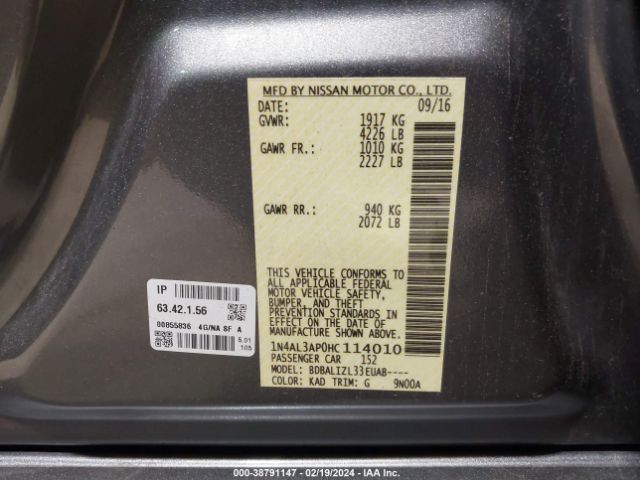 MFD BY NISSAN MOTOR CO., LTD.
DATE: 09/16
GVWR: 1917 KG
4226 LB
GAWR FR.: 1010 KG
2227 LB
GAWR RR.: 940 KG
2072 LB
THIS VEHICLE CONFORMS TO
ALL APPLICABLE FEDERAL
MOTOR VEHICLE SAFETY,
BUMPER, AND THEFT
PREVENTION STANDARDS
IN EFFECT ON THE DATE OF
MANUFACTURE SHOWN ABOVE.
1N4AL3AP0HC114010
PASSENGER CAR 152
MODEL: BDBALIZL33EUAB----
COLOR: KAD TRIM: G 9N00A
IP
63.42.1.56
00855836 4G/NA SF A
5.01
105
© 000-38791147 - 02/19/2024 - IAA Inc.